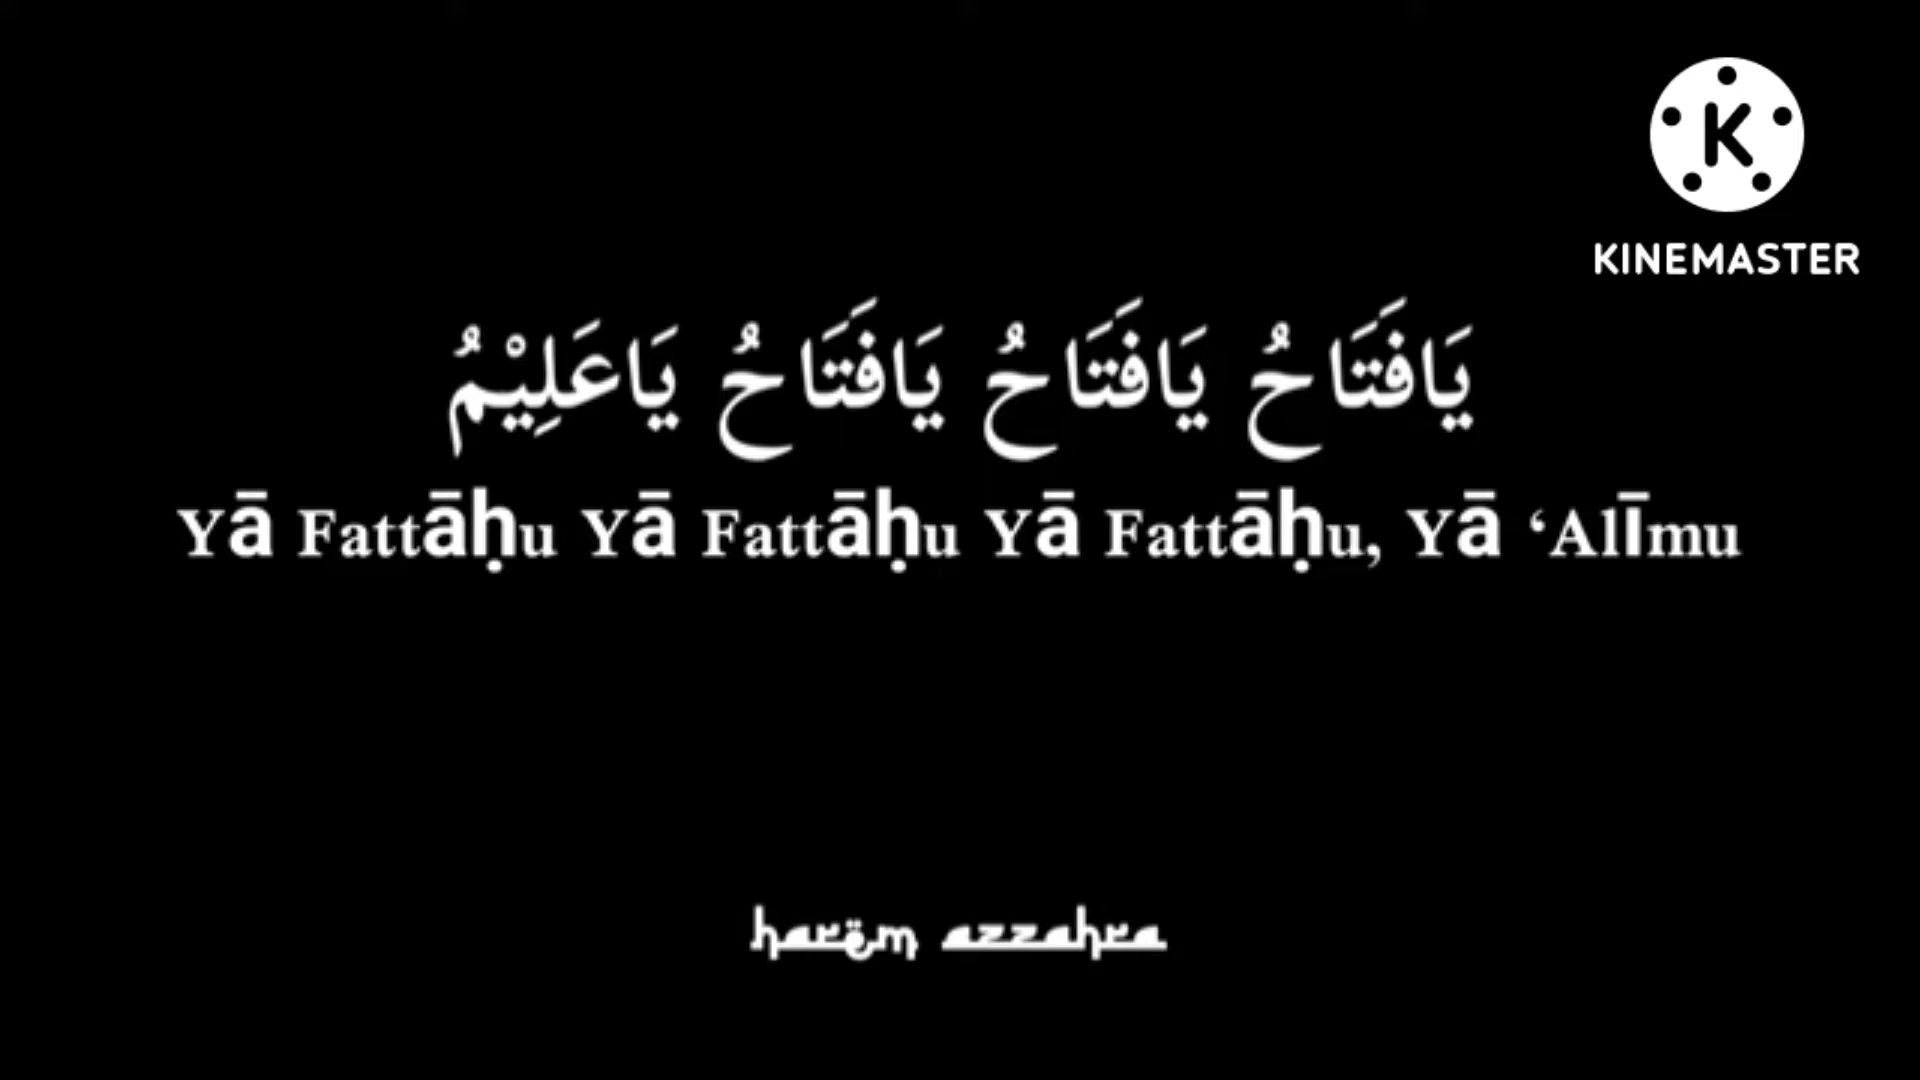 KINEMASTER
يَافَتَاحُ يَافَتَاحُ يَافَتَاحُ يَاعَلِيْمُ
Yā Fattāḥu Yā Fattāḥu Yā Fattāḥu, Yā ‘Alīmu
harëm azzahra